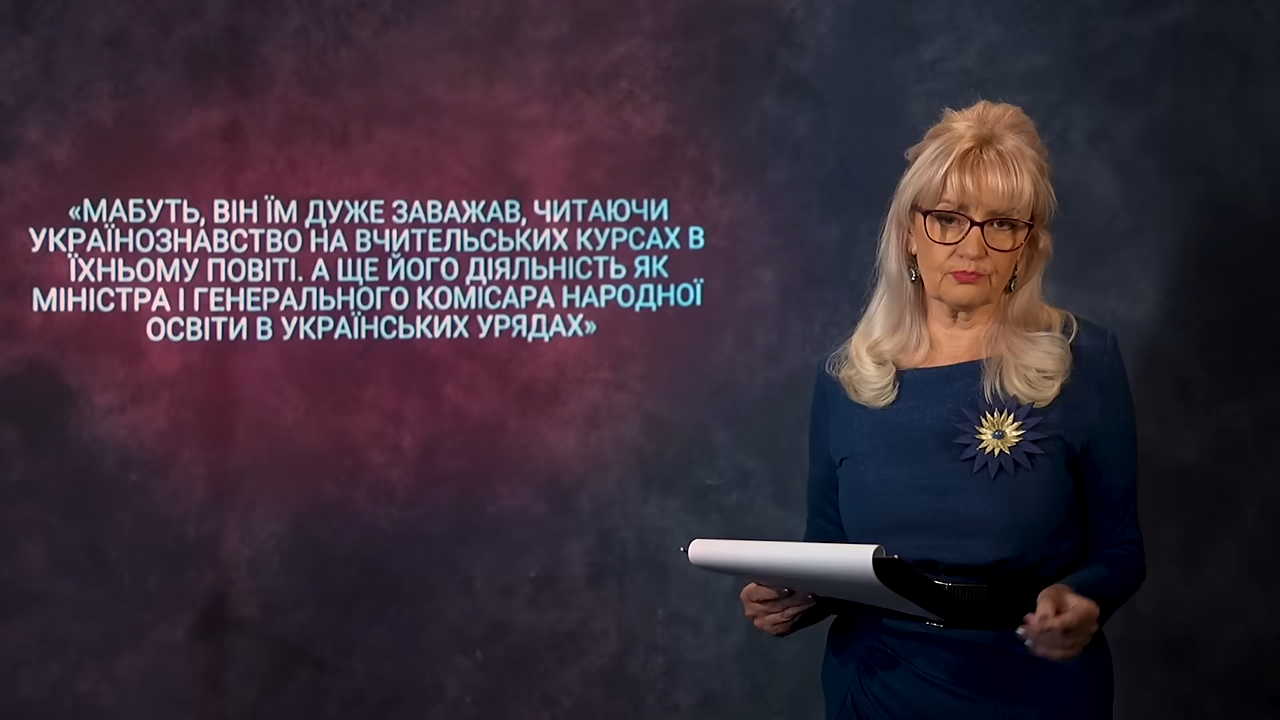 «МАБУТЬ, ВІН ЇМ ДУЖЕ ЗАВАЖАВ, ЧИТАЮЧИ
УКРАЇНОЗНАВСТВО НА ВЧИТЕЛЬСЬКИХ КУРСАХ В
ЇХНЬОМУ ПОВІТІ. А ЩЕ ЙОГО ДІЯЛЬНІСТЬ ЯК
МІНІСТРА І ГЕНЕРАЛЬНОГО КОМІСАРА НАРОДНОЇ
ОСВІТИ В УКРАЇНСЬКИХ УРЯДАХ»